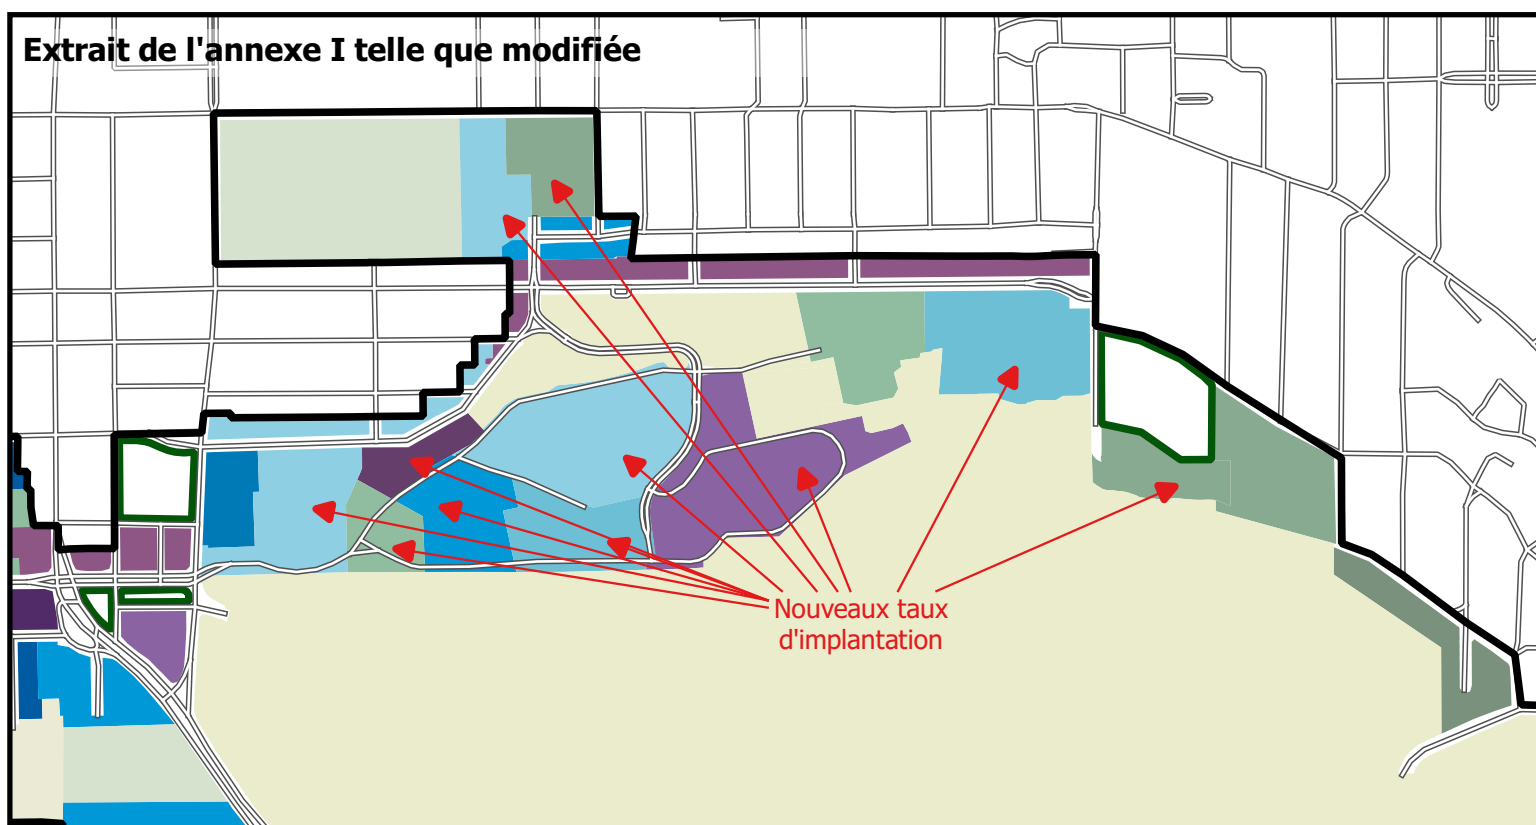 Extrait de l'annexe I telle que modifiée
Nouveaux taux
d'implantation